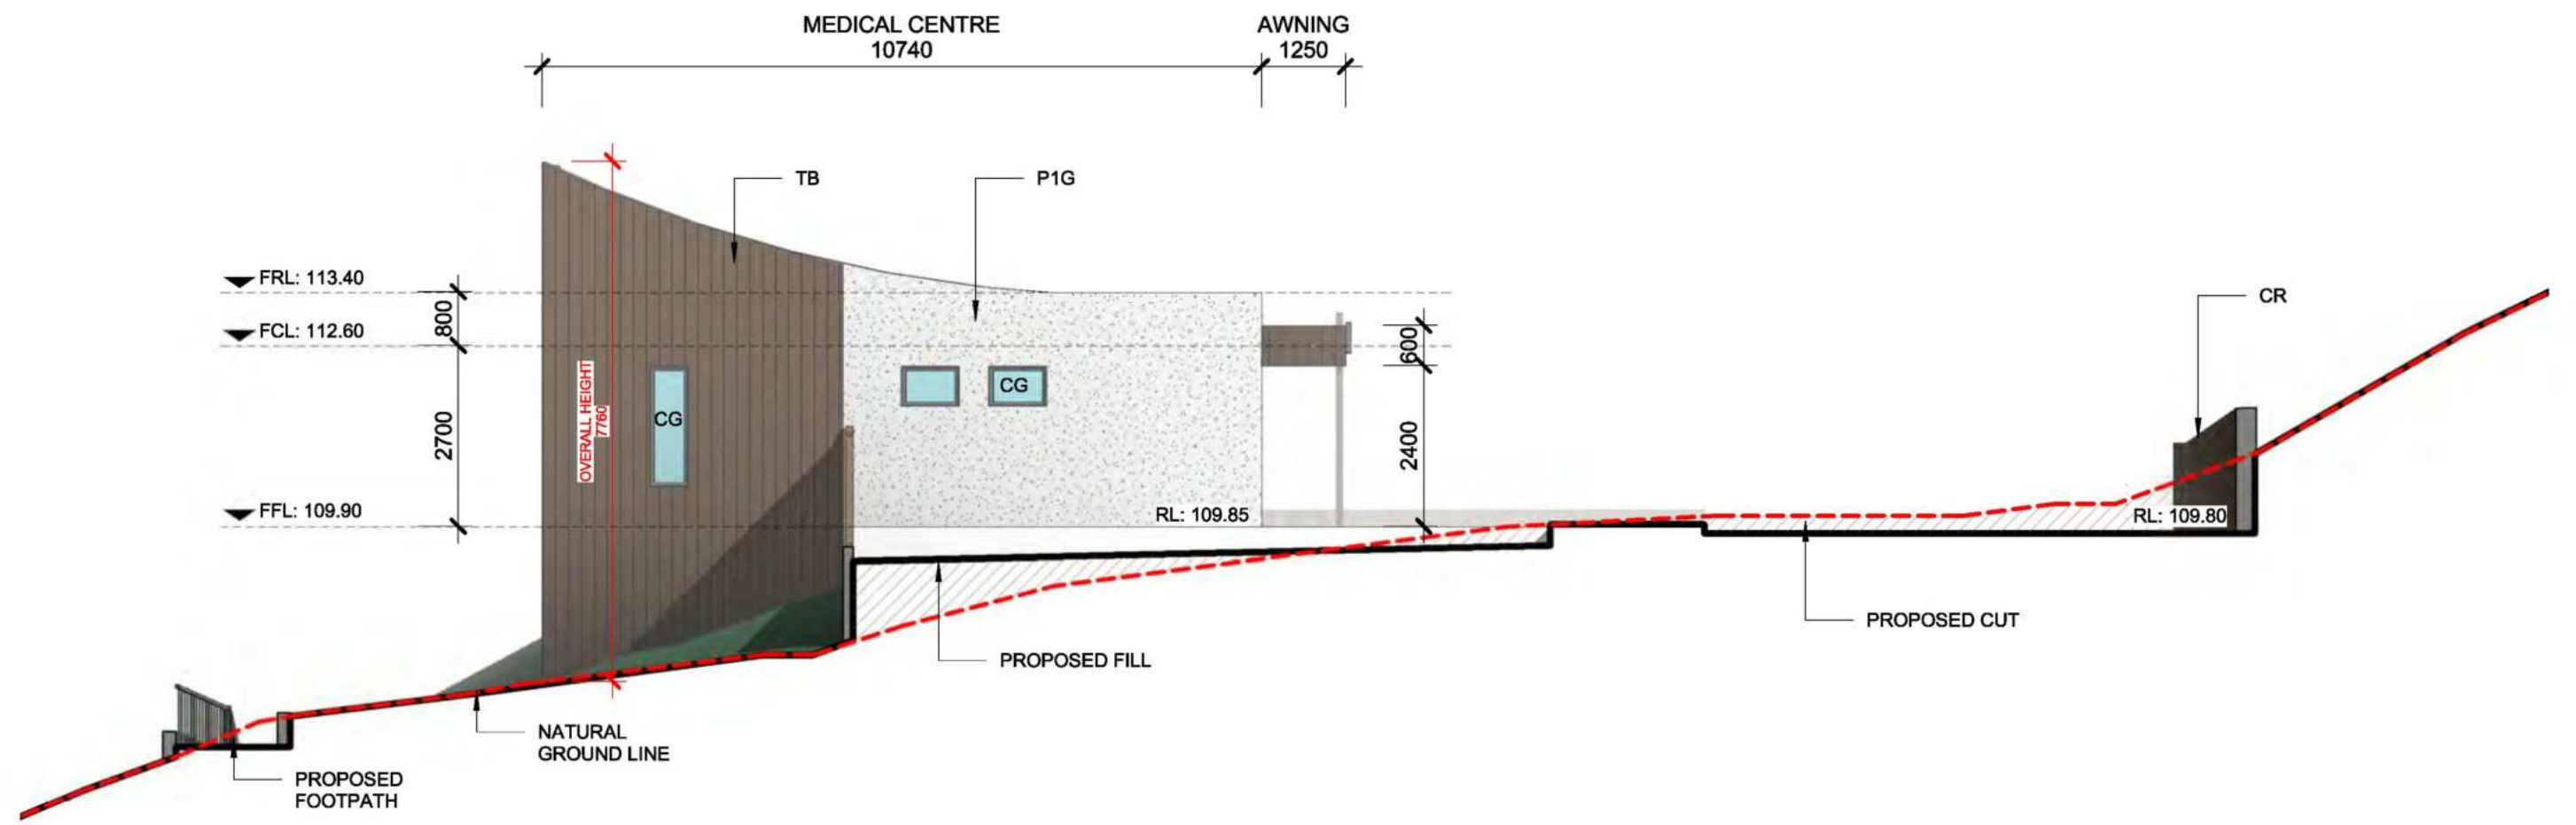 MEDICAL CENTRE
10740
AWNING
1250
TB
P1G
FRL: 113.40
800
FCL: 112.60
2700
FFL: 109.90
OVERALL HEIGHT
7760
CG
CG
600
2400
CR
RL: 109.85
RL: 109.80
PROPOSED CUT
PROPOSED FILL
NATURAL
GROUND LINE
PROPOSED
FOOTPATH